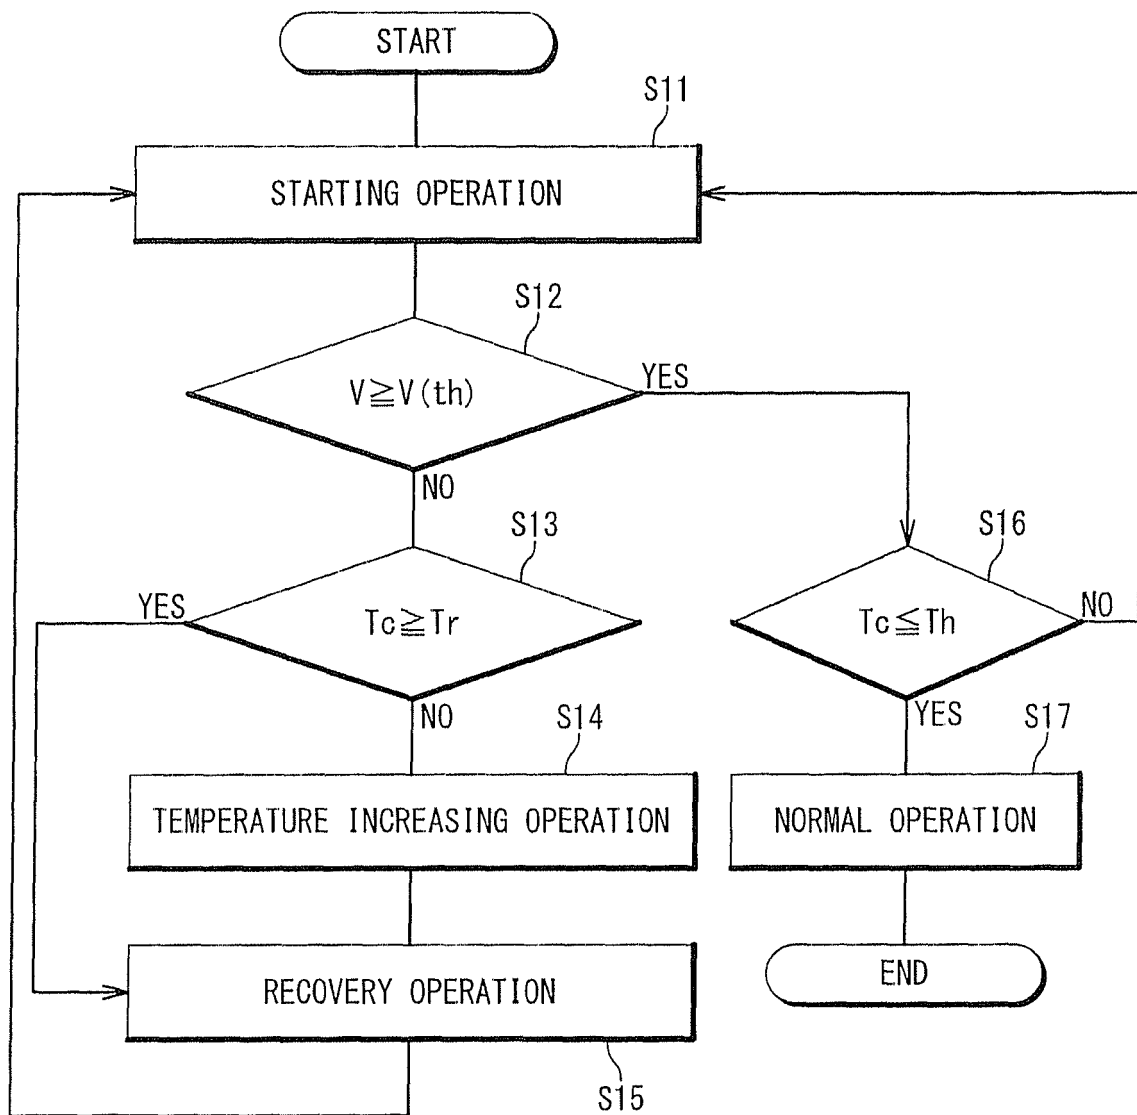 START
S11
STARTING OPERATION
S12
V≧V(th)
YES
NO
S13
S16
YES
Tc≧Tr
Tc≦Th
NO
NO
YES
S14
S17
TEMPERATURE INCREASING OPERATION
NORMAL OPERATION
RECOVERY OPERATION
END
S15